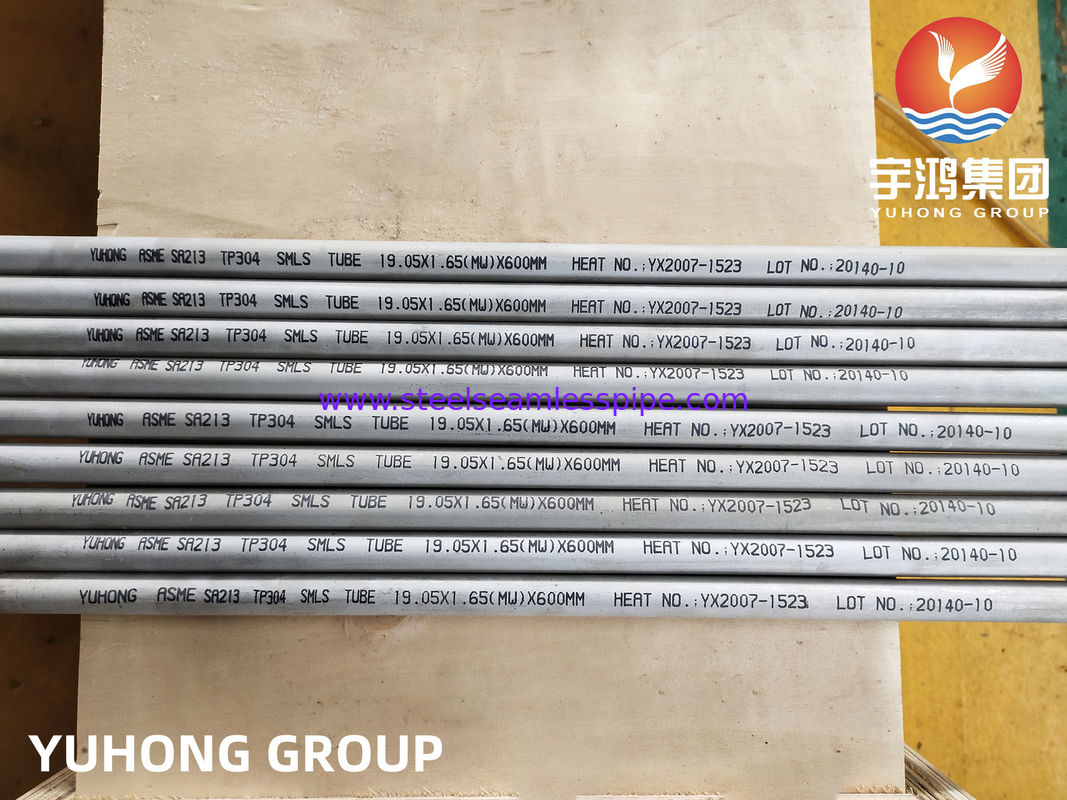 宇鸿集团
YUHONG GROUP
YUHONG ASME SA213 TP304 SMLS TUBE 19.05X1.65(MW)X600MM HEAT NO.:YX2007-1523 LOT NO.:20140-10
YUHONG ASME SA213 TP304 SMLS TUBE 19.05X1.65(MW)X600MM HEAT NO.:YX2007-1523 LOT NO.:20140-10
YUHONG ASME SA213 TP304 SMLS TUBE 19.05X1.65(MW)X600MM HEAT NO.:YX2007-1523 LOT NO.:20140-10
YUHONG ASME SA213 TP304 SMLS TUBE 19.05X1.65(MW)X600MM HEAT NO.:YX2007-1523 LOT NO.:20140-10
www.steelseamlesspipe.com
YUHONG ASME SA213 TP304 SMLS TUBE 19.05X1.65(MW)X600MM HEAT NO.:YX2007-1523 LOT NO.:20140-10
YUHONG ASME SA213 TP304 SMLS TUBE 19.05X1.65(MW)X600MM HEAT NO.:YX2007-1523 LOT NO.:20140-10
YUHONG ASME SA213 TP304 SMLS TUBE 19.05X1.65(MW)X600MM HEAT NO.:YX2007-1523 LOT NO.:20140-10
YUHONG ASME SA213 TP304 SMLS TUBE 19.05X1.65(MW)X600MM HEAT NO.:YX2007-1523 LOT NO.:20140-10
YUHONG ASME SA213 TP304 SMLS TUBE 19.05X1.65(MW)X600MM HEAT NO.:YX2007-1523 LOT NO.:20140-10
YUHONG GROUP